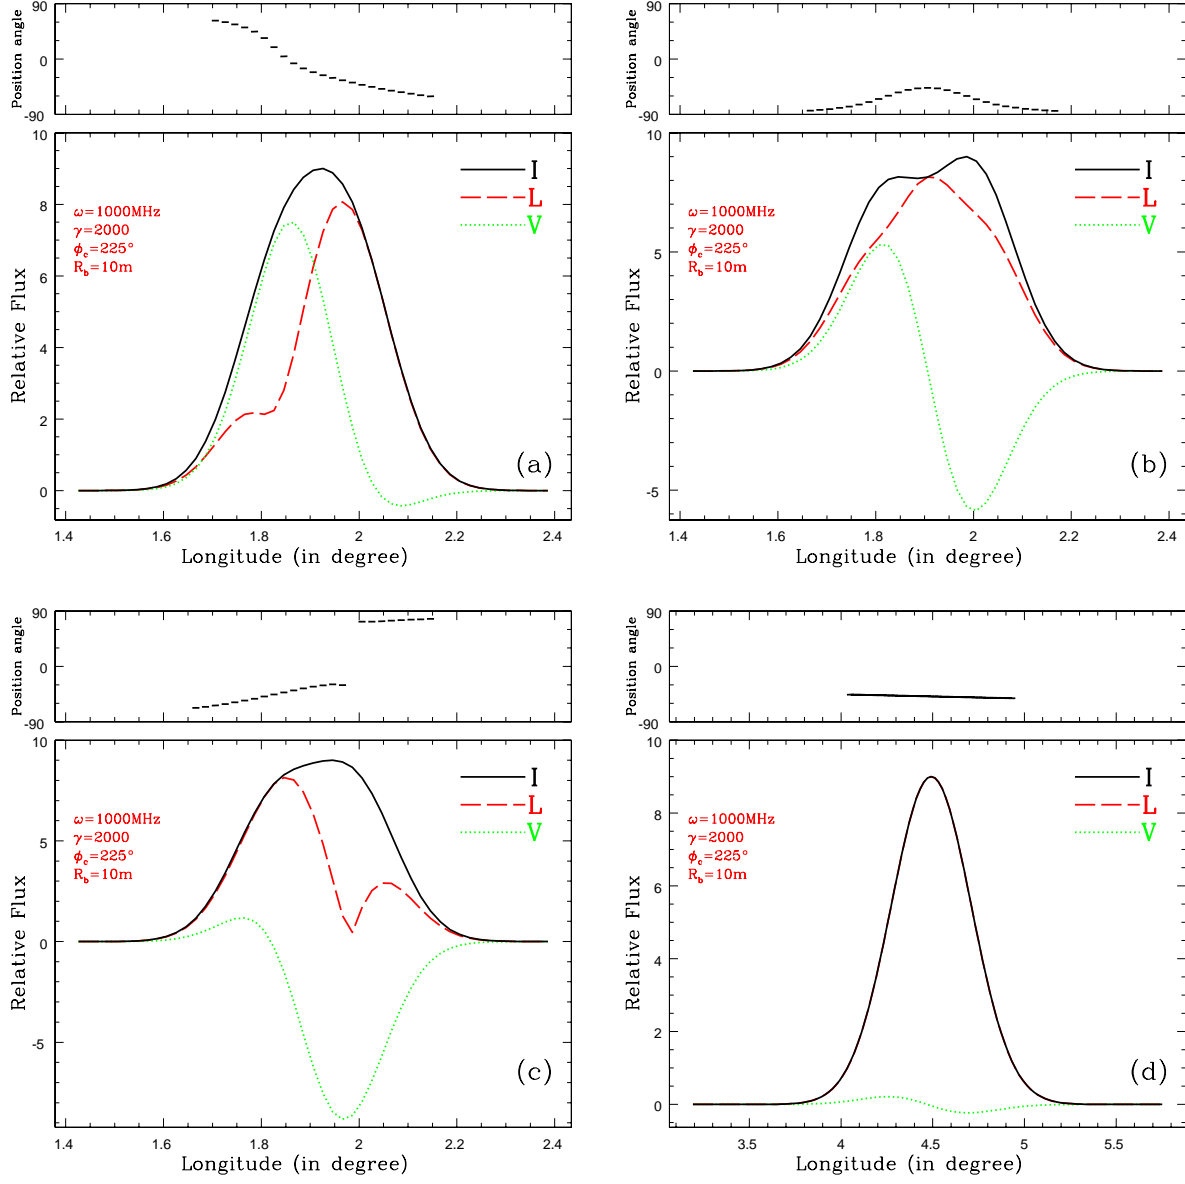 Position angle
90
0
-90
10
8
6
4
2
0
Relative Flux
I
L
V
ω=1000MHz
γ=2000
ϕc=225°
Rb=10m
(a)
1.4
1.6
1.8
2
2.2
2.4
Longitude (in degree)
Position angle
90
0
-90
10
5
0
-5
Relative Flux
I
L
V
ω=1000MHz
γ=2000
ϕc=225°
Rb=10m
(b)
1.4
1.6
1.8
2
2.2
2.4
Longitude (in degree)
Position angle
90
0
-90
10
5
0
-5
Relative Flux
I
L
V
ω=1000MHz
γ=2000
ϕc=225°
Rb=10m
(c)
1.4
1.6
1.8
2
2.2
2.4
Longitude (in degree)
Position angle
90
0
-90
10
8
6
4
2
0
Relative Flux
I
L
V
ω=1000MHz
γ=2000
ϕc=225°
Rb=10m
(d)
3.5
4
4.5
5
5.5
Longitude (in degree)